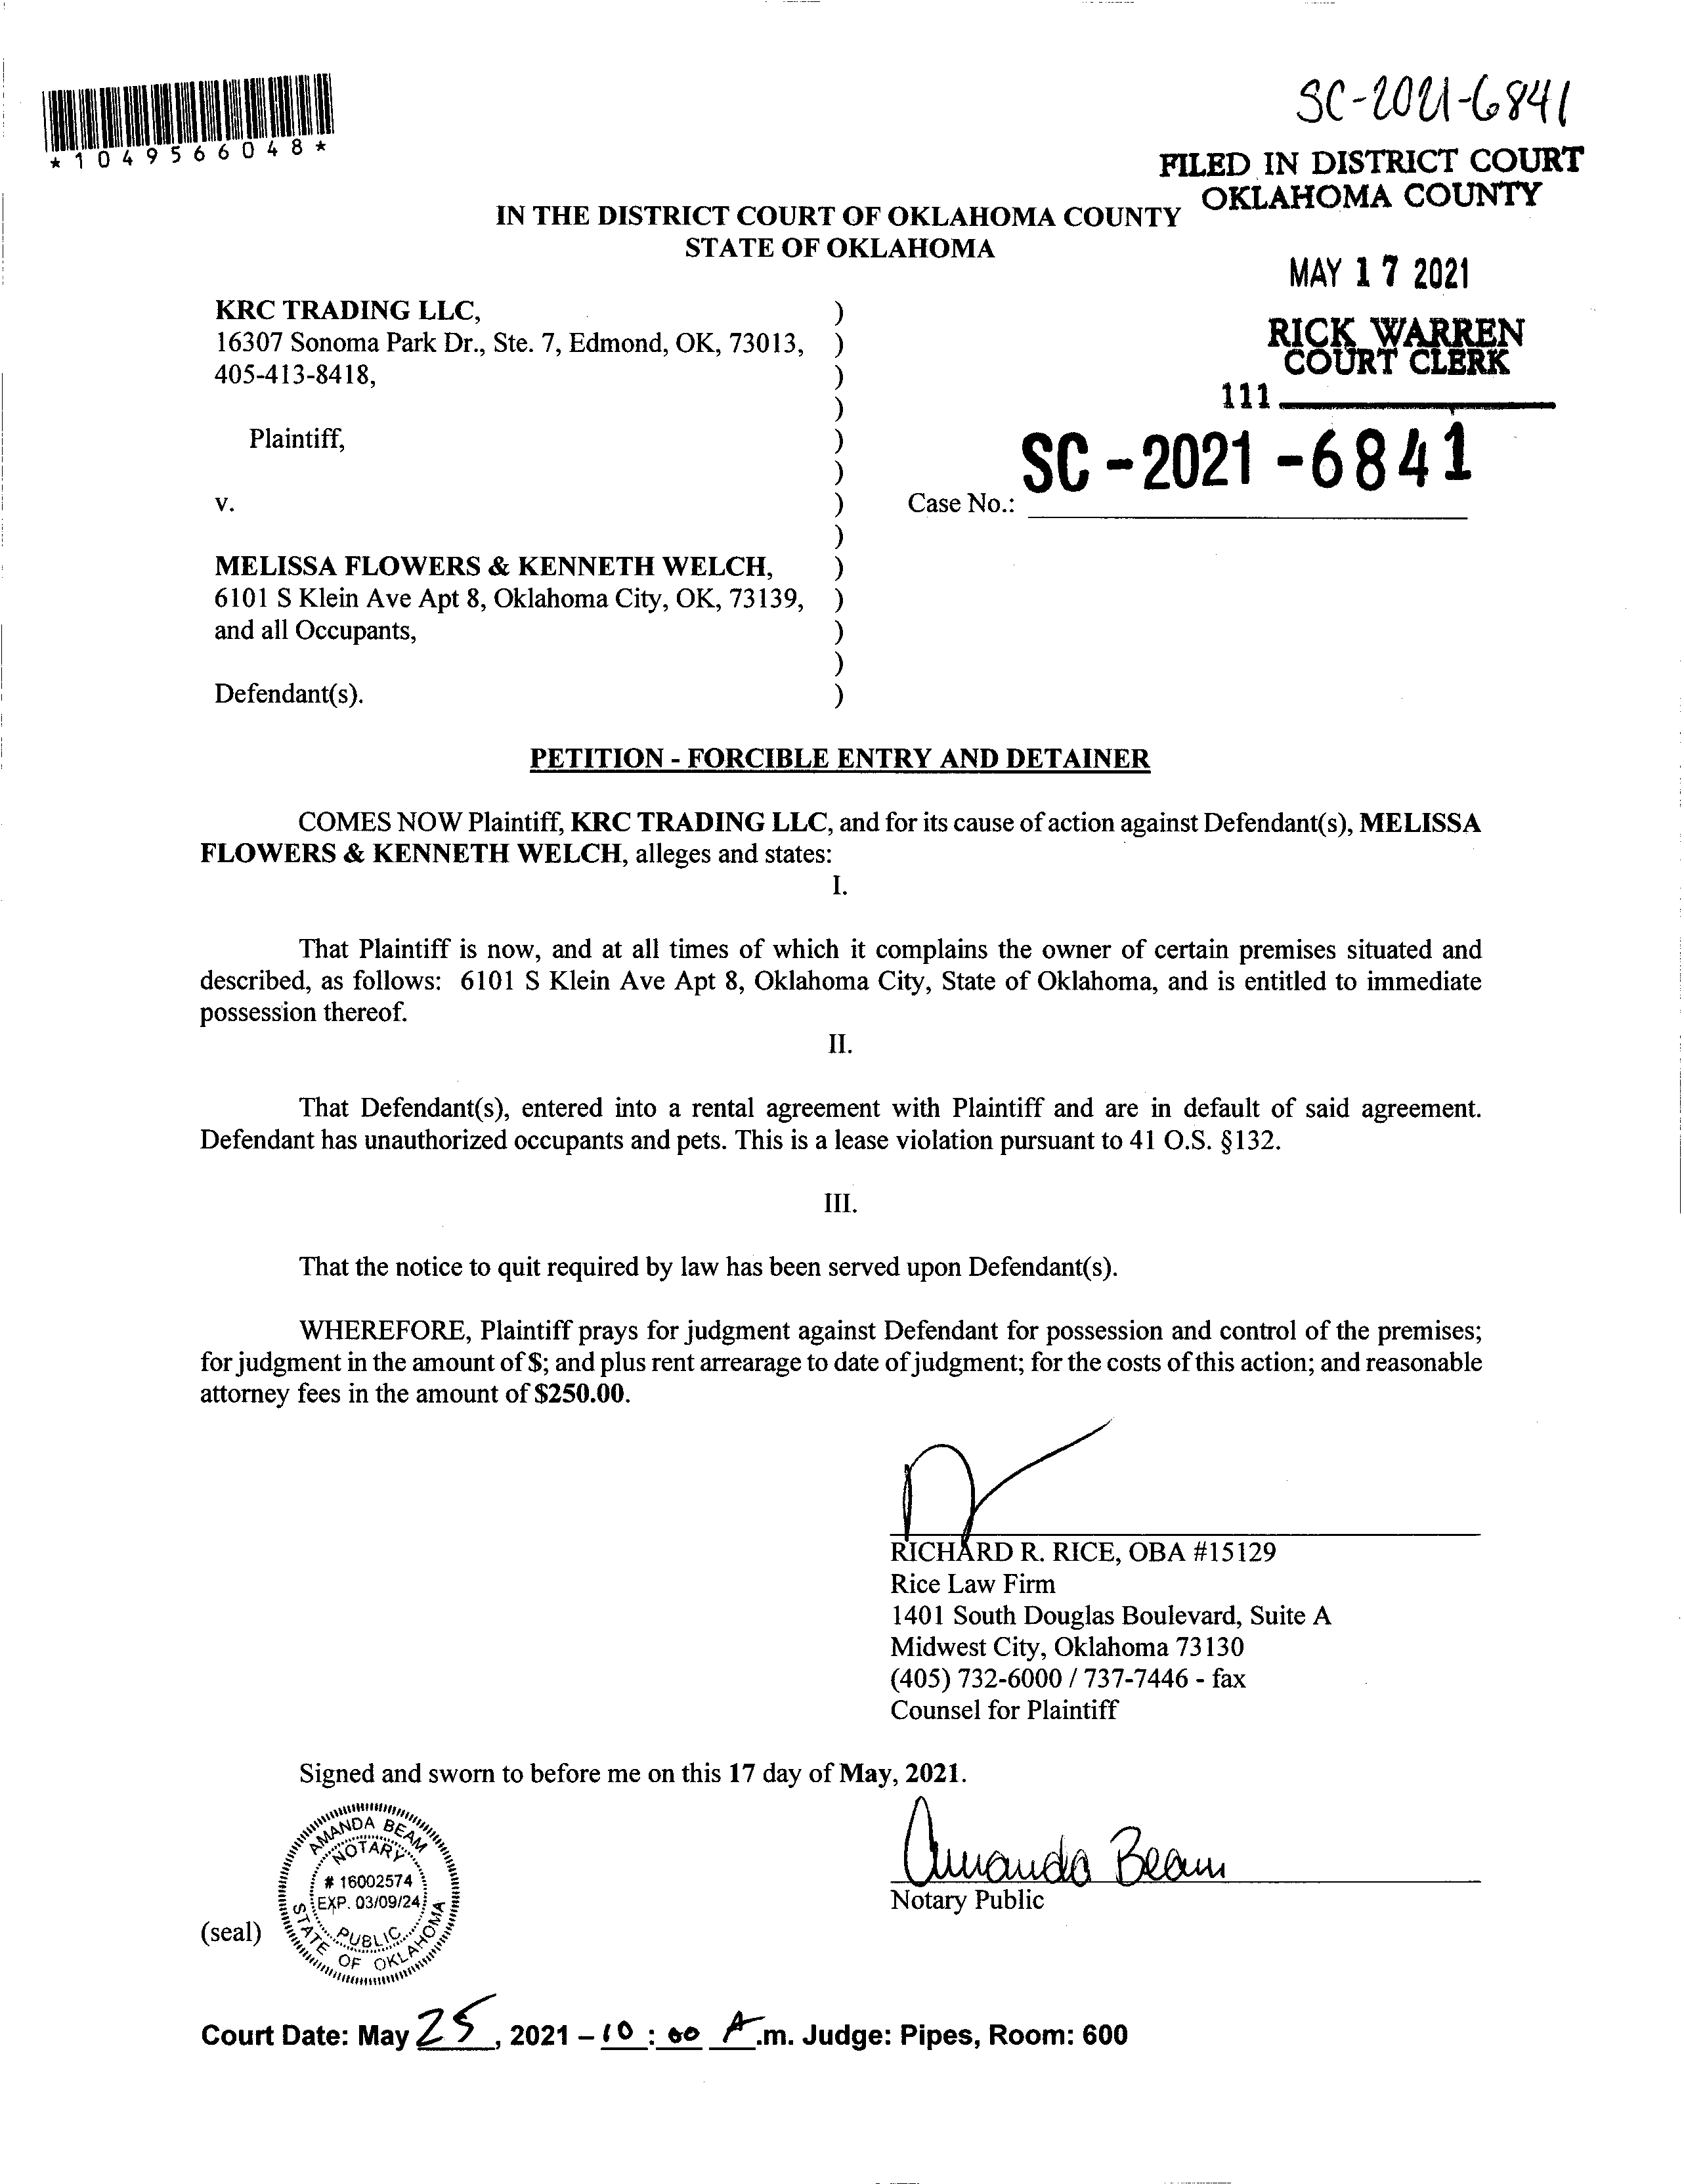 SC-2021-6841
*1049566048*
FILED IN DISTRICT COURT
OKLAHOMA COUNTY
IN THE DISTRICT COURT OF OKLAHOMA COUNTY
STATE OF OKLAHOMA
MAY 17 2021
KRC TRADING LLC, )
16307 Sonoma Park Dr., Ste. 7, Edmond, OK, 73013, )
405-413-8418, )
)
Plaintiff, )
)
v. )
)
MELISSA FLOWERS & KENNETH WELCH, )
6101 S Klein Ave Apt 8, Oklahoma City, OK, 73139, )
and all Occupants, )
)
Defendant(s). )
RICK WARREN
COURT CLERK
111
SC-2021-6841
Case No.:
PETITION - FORCIBLE ENTRY AND DETAINER
COMES NOW Plaintiff, KRC TRADING LLC, and for its cause of action against Defendant(s), MELISSA
FLOWERS & KENNETH WELCH, alleges and states:
I.
That Plaintiff is now, and at all times of which it complains the owner of certain premises situated and
described, as follows: 6101 S Klein Ave Apt 8, Oklahoma City, State of Oklahoma, and is entitled to immediate
possession thereof.
II.
That Defendant(s), entered into a rental agreement with Plaintiff and are in default of said agreement.
Defendant has unauthorized occupants and pets. This is a lease violation pursuant to 41 O.S. §132.
III.
That the notice to quit required by law has been served upon Defendant(s).
WHEREFORE, Plaintiff prays for judgment against Defendant for possession and control of the premises;
for judgment in the amount of $; and plus rent arrearage to date of judgment; for the costs of this action; and reasonable
attorney fees in the amount of $250.00.
RICHARD R. RICE, OBA #15129
Rice Law Firm
1401 South Douglas Boulevard, Suite A
Midwest City, Oklahoma 73130
(405) 732-6000 / 737-7446 - fax
Counsel for Plaintiff
Signed and sworn to before me on this 17 day of May, 2021.
Amanda Beam
Notary Public
(seal)
AMANDA BEAM
NOTARY
# 16002574
EXP. 03/09/24
PUBLIC
STATE OF OKLAHOMA
Court Date: May 25, 2021 – 10:00 A.m. Judge: Pipes, Room: 600